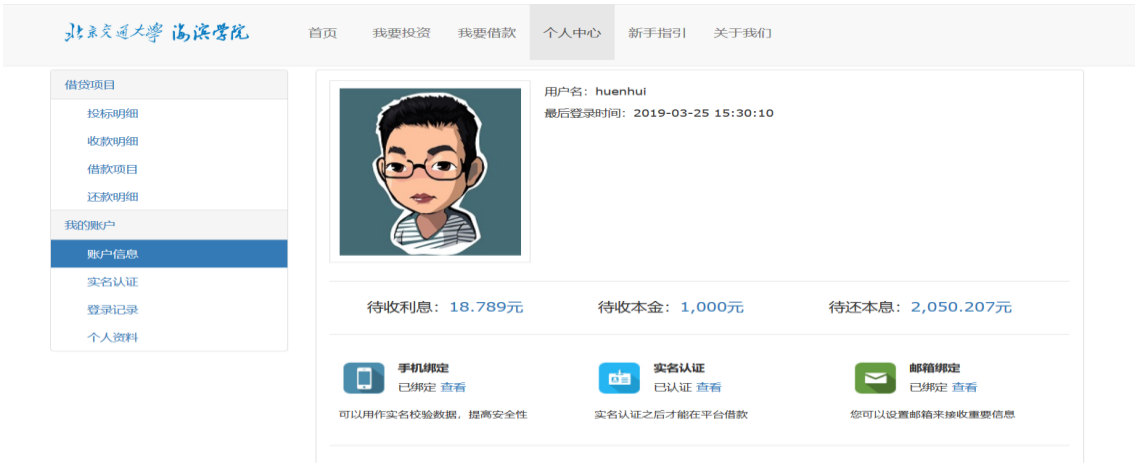 北京交通大学 海滨学院
首页 我要投资 我要借款 个人中心 新手指引 关于我们
借贷项目
投标明细
收款明细
借款项目
还款明细
我的账户
账户信息
实名认证
登录记录
个人资料
用户名：huenhui
最后登录时间：2019-03-25 15:30:10
待收利息：18.789元 待收本金：1,000元 待还本息：2,050.207元
手机绑定
已绑定 查看
可以用作实名校验数据，提高安全性
实名认证
已认证 查看
实名认证之后才能在平台借款
邮箱绑定
已绑定 查看
您可以设置邮箱来接收重要信息